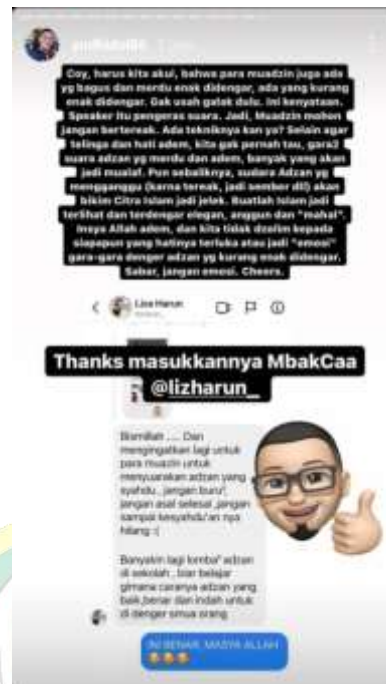 Coy, harus kita akui, bahwa para muadzin juga ada
yg bagus dan merdu enak didengar, ada yang kurang
enak didengar. Gak usah galak dulu. Ini kenyataan.
Speaker itu pengeras suara. Jadi, Muadzin mohon
jangan bertereak. Ada tekniknya kan ya? Selain agar
telinga dan hati adem, kita gak pernah tau, gara2
suara adzan yg merdu dan adem, banyak yang akan
jadi mualaf. Pun sebaliknya, Adzan yg
mengganggu (karna tereak, jadi sember dll) akan
bikin Citra Islam jadi jelek. Buatlah Islam jadi
terlihat dan terdengar elegan, anggun dan "mahal".
Insya Allah adem, dan kita tidak dzolim kepada
siapapun yang hatinya terluka atau jadi "emosi"
gara-gara denger adzan yg kurang enak didengar.
Sabar, jangan emosi. Cheers.
Lisa Harun
Thanks masukkannya MbakCaa
@lizharun_
Bismillah ..... Dan
mengingatkan lagi untuk
para muazin untuk
menyuarakan adzan yang
syahdu, jangan buru²,
jangan asal selesai, jangan
sampai kesyahdu'an nya
hilang :(
Banyakin lagi lomba² adzan
di sekolah, biar belajar
gimana caranya adzan yang
baik, benar dan indah untuk
di denger smua orang
INI BENAR. MASYA ALLAH